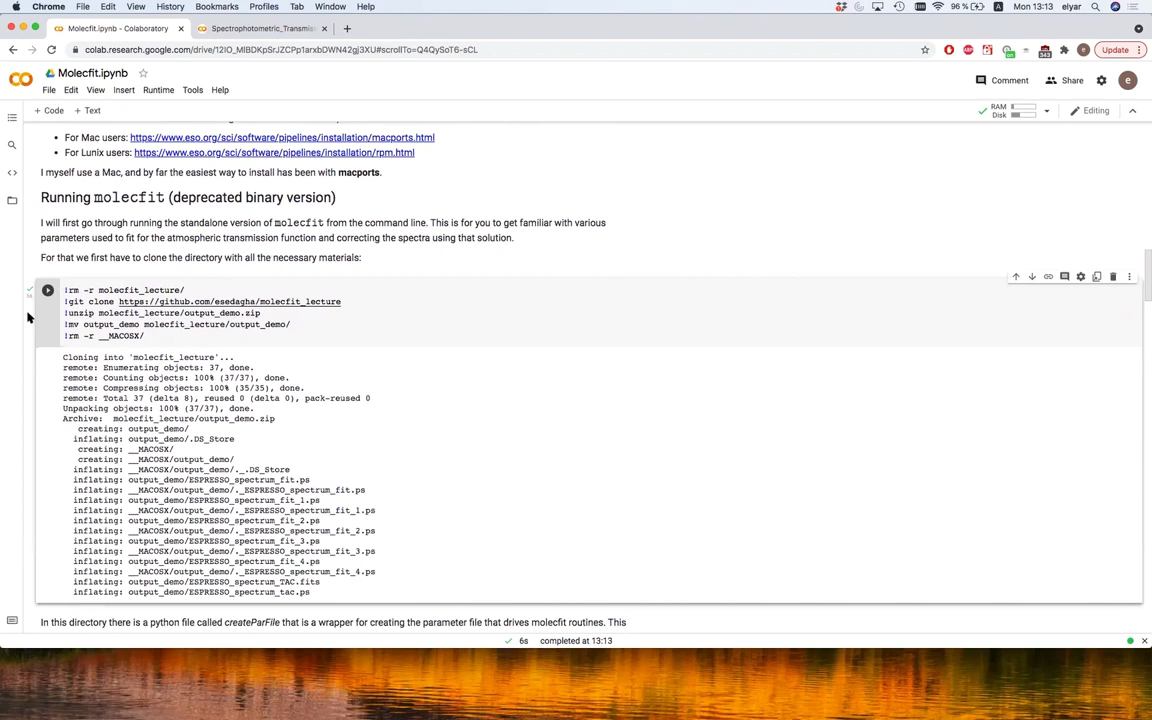 Chrome File Edit View History Bookmarks Profiles Tab Window Help 96 % Mon 13:13 elyar
Molecfit.ipynb - Colaboratory Spectrophotometric_Transmis
colab.research.google.com/drive/12IO_MlBDKpSrJZCPp1arxbDWN42gj3XU#scrollTo=Q4QySoT6-sCL 343 e Update
Molecfit.ipynb Comment Share e
File Edit View Insert Runtime Tools Help
+ Code + Text RAM Disk Editing
• For Mac users: https://www.eso.org/sci/software/pipelines/installation/macports.html
• For Lunix users: https://www.eso.org/sci/software/pipelines/installation/rpm.html
I myself use a Mac, and by far the easiest way to install has been with macports.
Running molecfit (deprecated binary version)
I will first go through running the standalone version of molecfit from the command line. This is for you to get familiar with various
parameters used to fit for the atmospheric transmission function and correcting the spectra using that solution.
For that we first have to clone the directory with all the necessary materials:
!rm -r molecfit_lecture/
!git clone https://github.com/esedagha/molecfit_lecture
!unzip molecfit_lecture/output_demo.zip
!mv output_demo molecfit_lecture/output_demo/
!rm -r __MACOSX/
Cloning into 'molecfit_lecture'...
remote: Enumerating objects: 37, done.
remote: Counting objects: 100% (37/37), done.
remote: Compressing objects: 100% (35/35), done.
remote: Total 37 (delta 8), reused 0 (delta 0), pack-reused 0
Unpacking objects: 100% (37/37), done.
Archive: molecfit_lecture/output_demo.zip
creating: output_demo/
inflating: output_demo/.DS_Store
creating: __MACOSX/
creating: __MACOSX/output_demo/
inflating: __MACOSX/output_demo/._.DS_Store
inflating: output_demo/ESPRESSO_spectrum_fit.ps
inflating: __MACOSX/output_demo/._ESPRESSO_spectrum_fit.ps
inflating: output_demo/ESPRESSO_spectrum_fit_1.ps
inflating: __MACOSX/output_demo/._ESPRESSO_spectrum_fit_1.ps
inflating: output_demo/ESPRESSO_spectrum_fit_2.ps
inflating: __MACOSX/output_demo/._ESPRESSO_spectrum_fit_2.ps
inflating: output_demo/ESPRESSO_spectrum_fit_3.ps
inflating: __MACOSX/output_demo/._ESPRESSO_spectrum_fit_3.ps
inflating: output_demo/ESPRESSO_spectrum_fit_4.ps
inflating: __MACOSX/output_demo/._ESPRESSO_spectrum_fit_4.ps
inflating: output_demo/ESPRESSO_spectrum_TAC.fits
inflating: output_demo/ESPRESSO_spectrum_tac.ps
In this directory there is a python file called createParFile that is a wrapper for creating the parameter file that drives molecfit routines. This
6s completed at 13:13